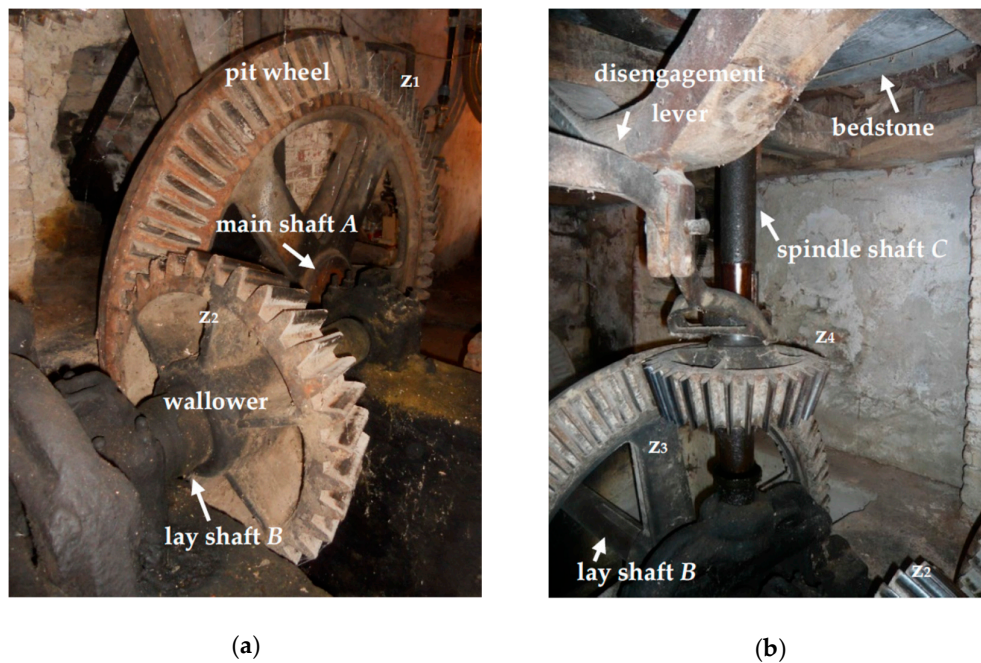 pit wheel
z1
main shaft A
z2
wallower
lay shaft B
disengagement
lever
bedstone
spindle shaft C
z4
z3
lay shaft B
z2
(a)
(b)